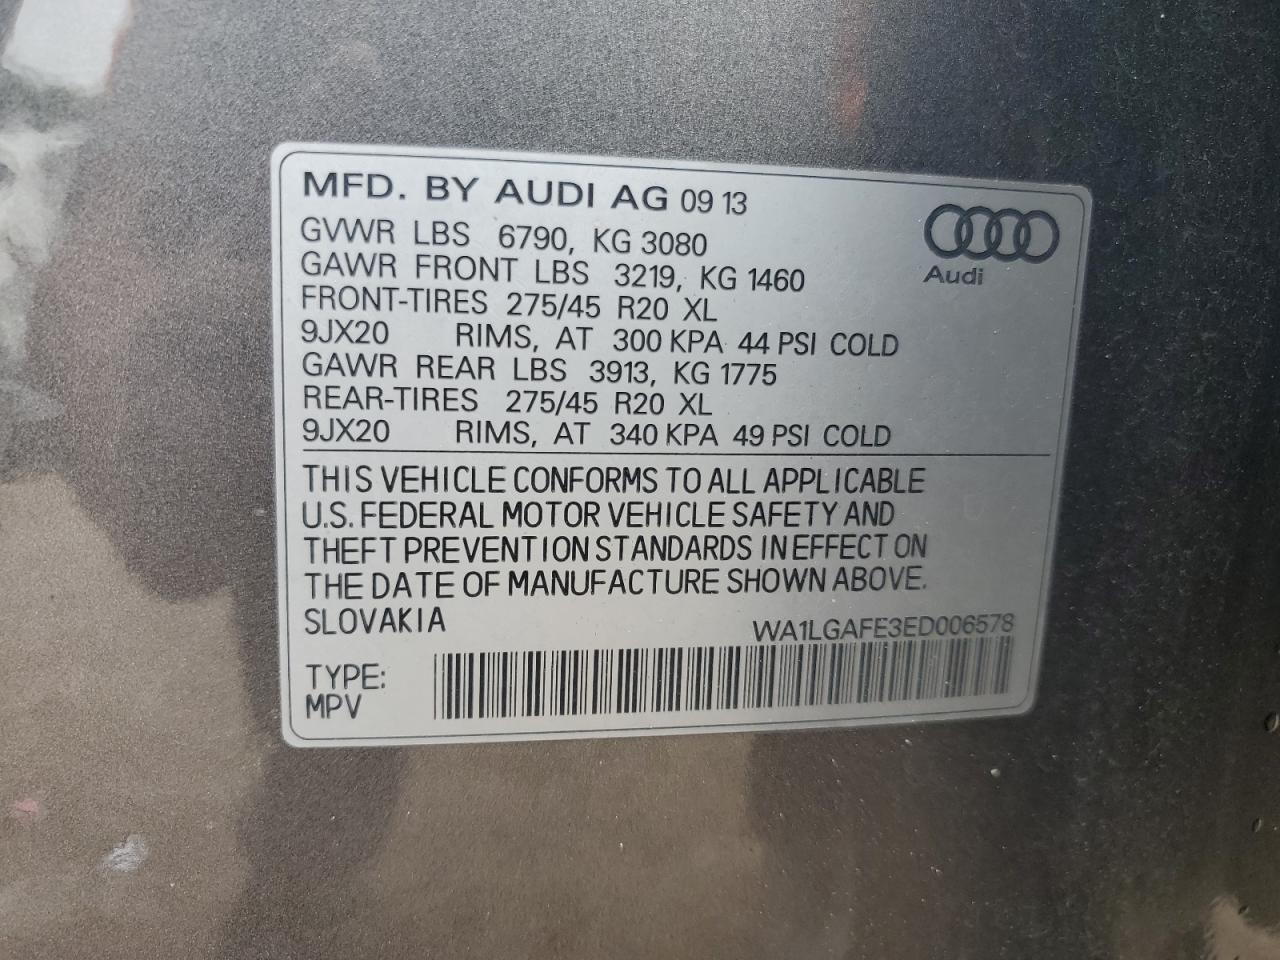 MFD. BY AUDI AG 09 13
GVWR LBS 6790, KG 3080
GAWR FRONT LBS 3219, KG 1460
FRONT-TIRES 275/45 R20 XL
9JX20 RIMS, AT 300 KPA 44 PSI COLD
GAWR REAR LBS 3913, KG 1775
REAR-TIRES 275/45 R20 XL
9JX20 RIMS, AT 340 KPA 49 PSI COLD
Audi
THIS VEHICLE CONFORMS TO ALL APPLICABLE
U.S. FEDERAL MOTOR VEHICLE SAFETY AND
THEFT PREVENTION STANDARDS IN EFFECT ON
THE DATE OF MANUFACTURE SHOWN ABOVE.
SLOVAKIA
WA1LGAFE3ED006578
TYPE:
MPV